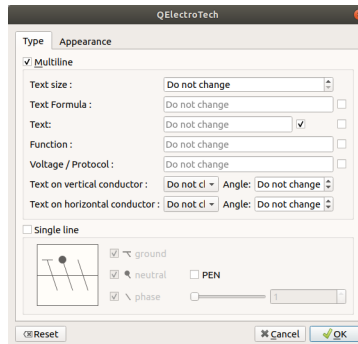 QElectroTech
Type Appearance
Multiline
Text size : Do not change
Text Formula : Do not change
Text: Do not change
Function : Do not change
Voltage / Protocol : Do not change
Text on vertical conductor : Do not cl Angle: Do not change
Text on horizontal conductor : Do not cl Angle: Do not change
Single line
ground
neutral PEN
phase 1
Reset Cancel OK